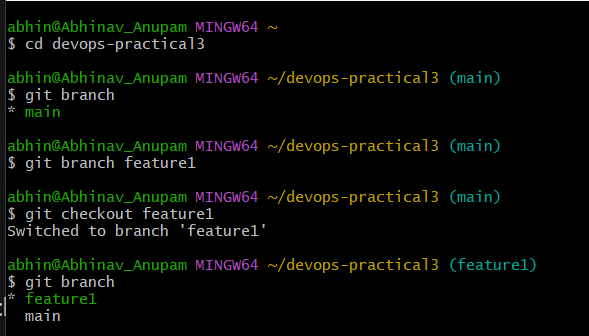 abhin@Abhinav_Anupam MINGW64 ~
$ cd devops-practical3
abhin@Abhinav_Anupam MINGW64 ~/devops-practical3 (main)
$ git branch
* main
abhin@Abhinav_Anupam MINGW64 ~/devops-practical3 (main)
$ git branch feature1
abhin@Abhinav_Anupam MINGW64 ~/devops-practical3 (main)
$ git checkout feature1
Switched to branch 'feature1'
abhin@Abhinav_Anupam MINGW64 ~/devops-practical3 (feature1)
$ git branch
* feature1
  main